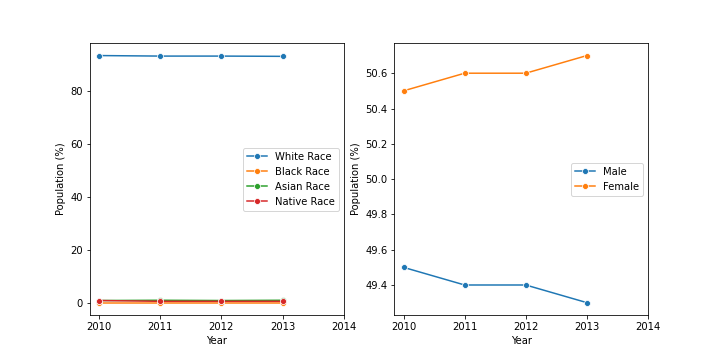 Population (%)
80
60
40
20
0
2010 2011 2012 2013 2014
Year
White Race
Black Race
Asian Race
Native Race
Population (%)
50.6
50.4
50.2
50.0
49.8
49.6
49.4
2010 2011 2012 2013 2014
Year
Male
Female